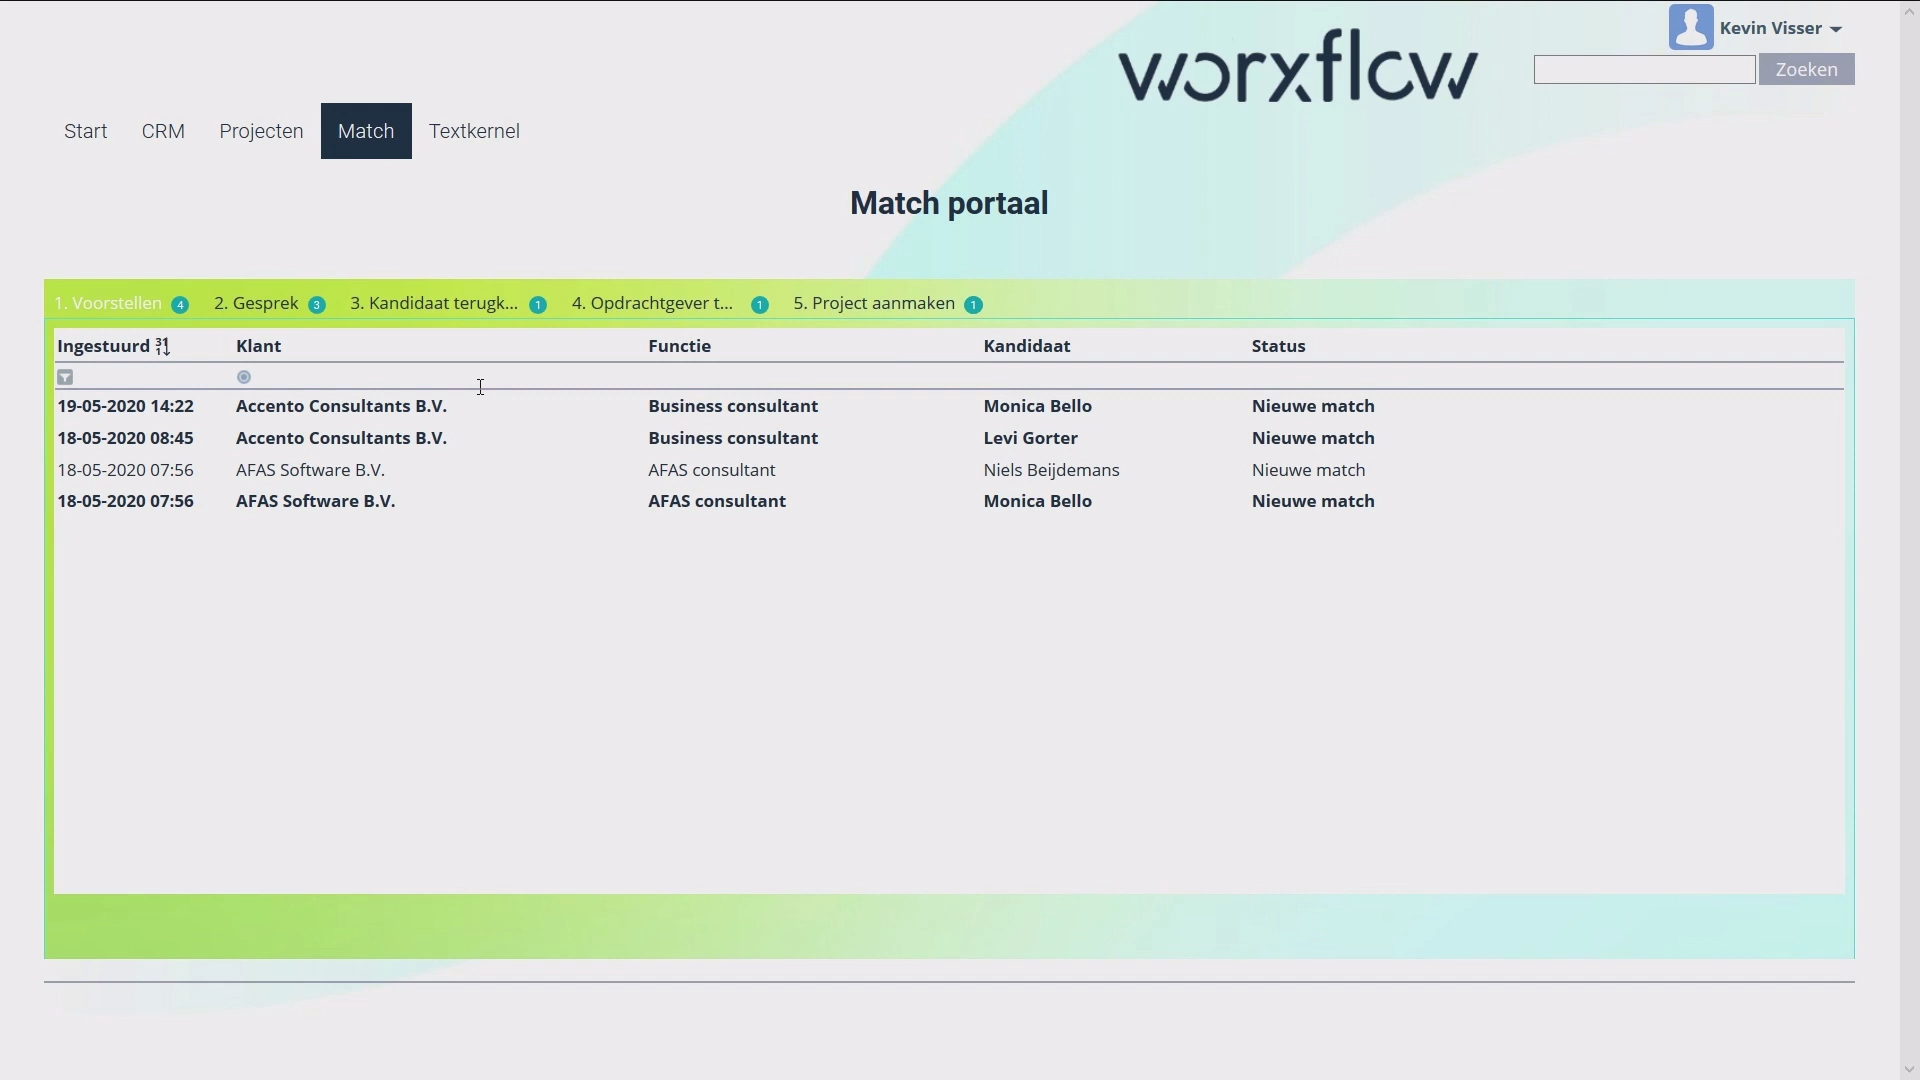 Kevin Visser
worxflow
Zoeken
Start CRM Projecten Match Textkernel
Match portaal
1. Voorstellen 4 2. Gesprek 3 3. Kandidaat terugk... 1 4. Opdrachtgever t... 1 5. Project aanmaken 1
Ingestuurd 31 1 Klant Functie Kandidaat Status
19-05-2020 14:22 Accento Consultants B.V. Business consultant Monica Bello Nieuwe match
18-05-2020 08:45 Accento Consultants B.V. Business consultant Levi Gorter Nieuwe match
18-05-2020 07:56 AFAS Software B.V. AFAS consultant Niels Beijdemans Nieuwe match
18-05-2020 07:56 AFAS Software B.V. AFAS consultant Monica Bello Nieuwe match